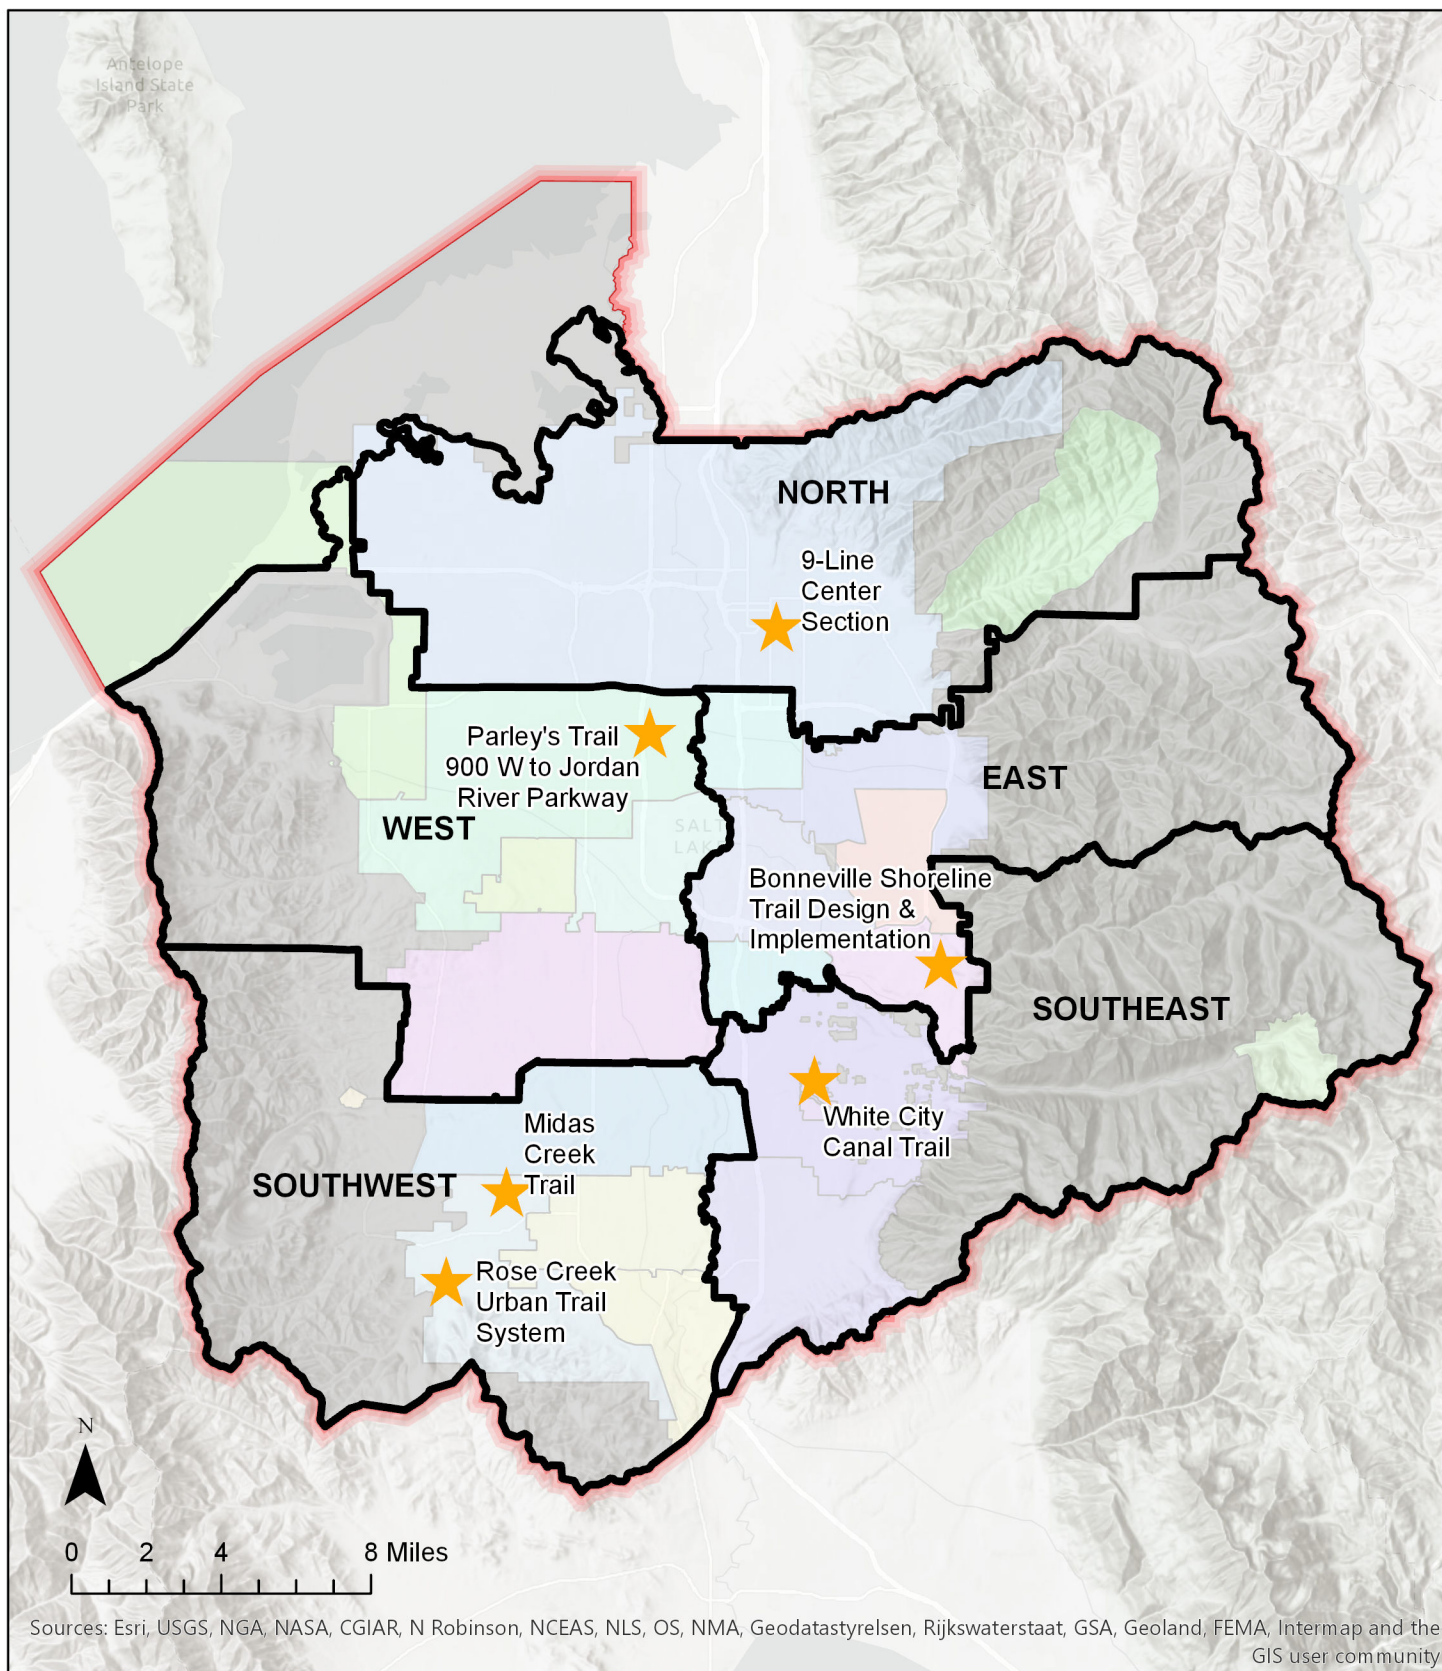 Antelope
Island State
Park
NORTH
9-Line
Center
Section
Parley's Trail
900 W to Jordan
River Parkway
EAST
WEST
SALT
LAKE
Bonneville Shoreline
Trail Design &
Implementation
SOUTHEAST
White City
Canal Trail
Midas
Creek
Trail
SOUTHWEST
Rose Creek
Urban Trail
System
N
0 2 4 8 Miles
Sources: Esri, USGS, NGA, NASA, CGIAR, N Robinson, NCEAS, NLS, OS, NMA, Geodatastyrelsen, Rijkswaterstaat, GSA, Geoland, FEMA, Intermap and the
GIS user community